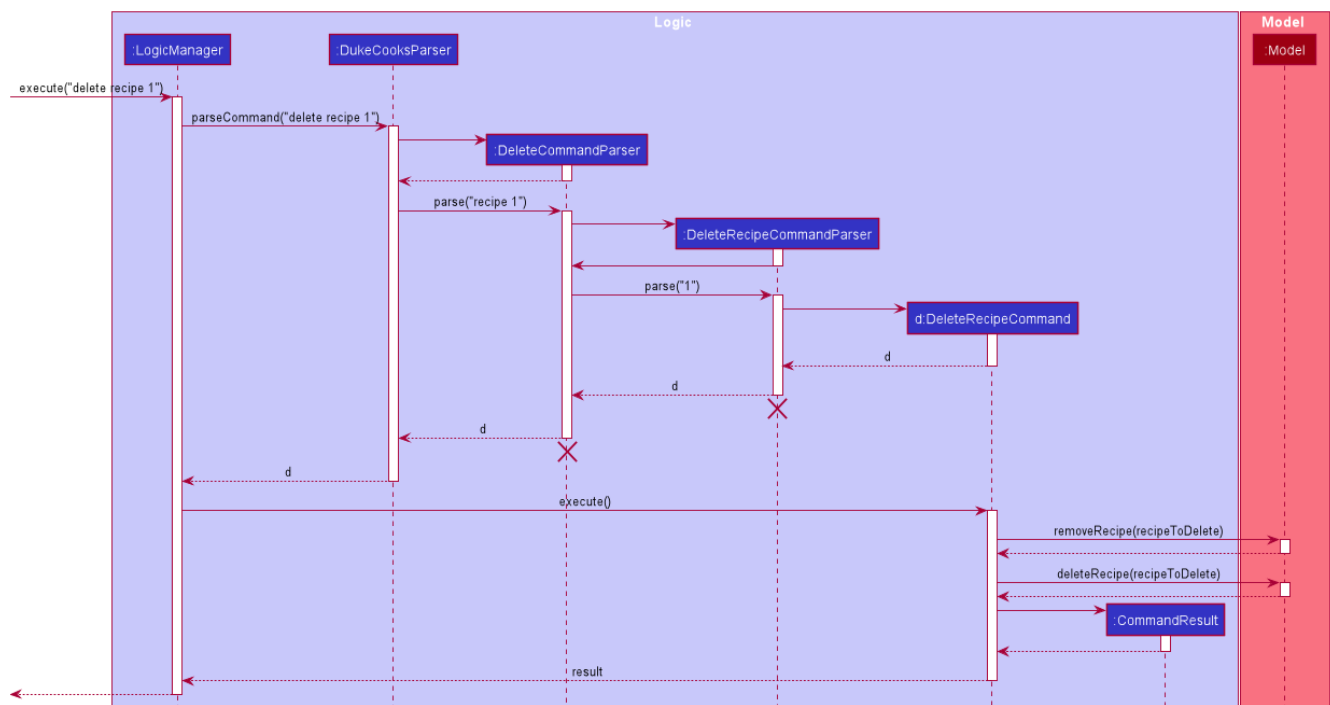 Logic
Model
:LogicManager
:DukeCooksParser
:Model
execute("delete recipe 1")
parseCommand("delete recipe 1")
:DeleteCommandParser
parse("recipe 1")
:DeleteRecipeCommandParser
parse("1")
d:DeleteRecipeCommand
d
d
d
d
execute()
removeRecipe(recipeToDelete)
deleteRecipe(recipeToDelete)
:CommandResult
result